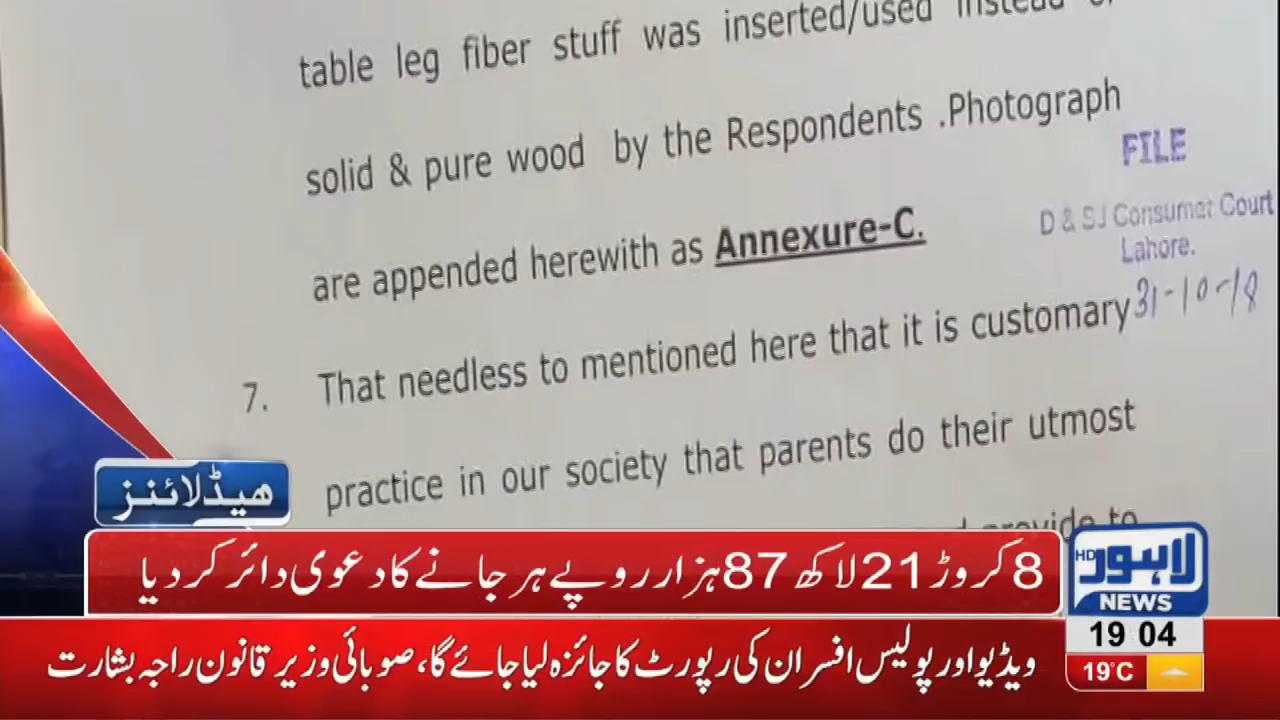 table leg fiber stuff was inserted/used instead
solid & pure wood by the Respondents .Photograph
FILE
are appended herewith as Annexure-C.
D & SJ Consumer Court
Lahore.
31-10-18
7. That needless to mentioned here that it is customary
practice in our society that parents do their utmost
provide to
ھیڈلائنز
8 کروڑ 21 لاکھ 87 ہزار روپے ہرجانے کا دعوی دائر کردیا
لاہور HD
NEWS
19 04
ویڈیو اور پولیس افسران کی رپورٹ کا جائزہ لیا جائے گا، صوبائی وزیر قانون راجہ بشارت
19°C